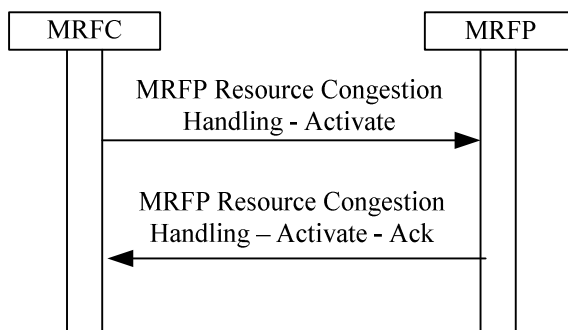 MRFC
MRFP
MRFP Resource Congestion
Handling - Activate
MRFP Resource Congestion
Handling – Activate - Ack